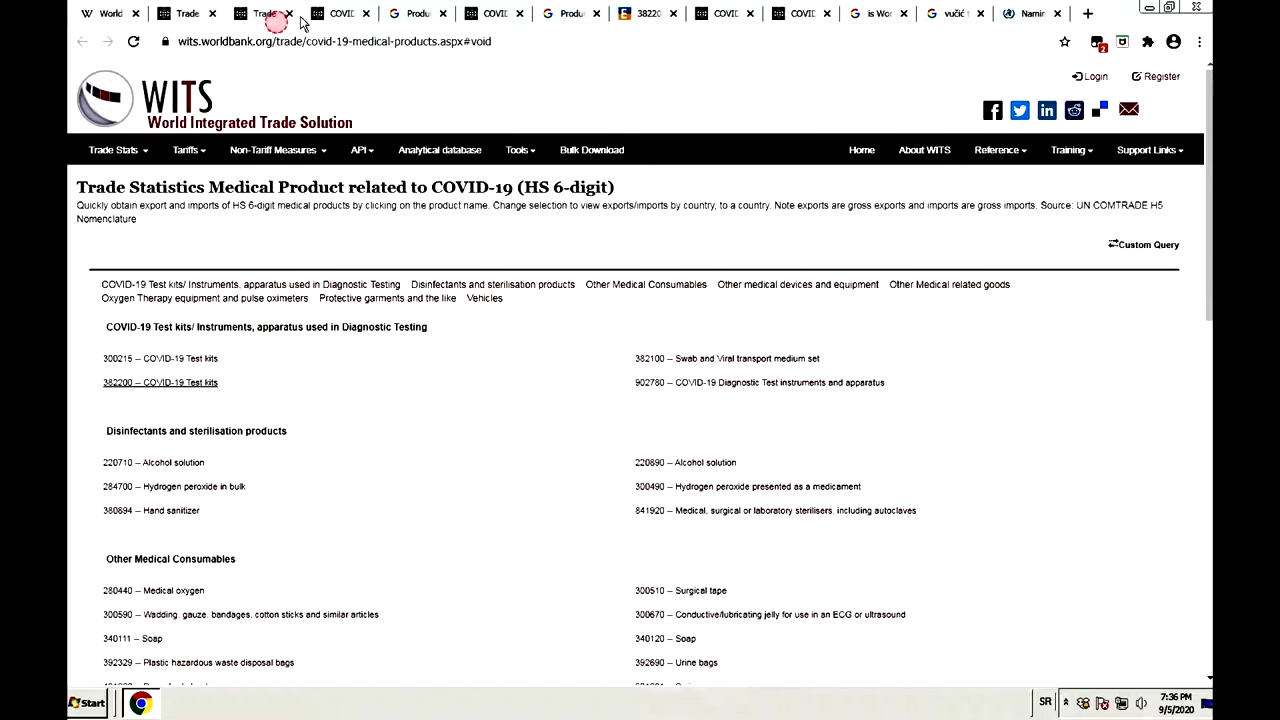 World
Trade
Trade
COVID
Produ
COVID
Produ
38220
COVID
COVID
is Wor
vučić t
Namin
wits.worldbank.org/trade/covid-19-medical-products.aspx#void
2
Login
Register
WITS
World Integrated Trade Solution
Trade Stats
Tariffs
Non-Tariff Measures
API
Analytical database
Tools
Bulk Download
Home
About WITS
Reference
Training
Support Links
Trade Statistics Medical Product related to COVID-19 (HS 6-digit)
Quickly obtain export and imports of HS 6-digit medical products by clicking on the product name. Change selection to view exports/imports by country, to a country. Note exports are gross exports and imports are gross imports. Source: UN COMTRADE H5
Nomenclature
Custom Query
COVID-19 Test kits/ Instruments, apparatus used in Diagnostic Testing Disinfectants and sterilisation products Other Medical Consumables Other medical devices and equipment Other Medical related goods
Oxygen Therapy equipment and pulse oximeters Protective garments and the like Vehicles
COVID-19 Test kits/ Instruments, apparatus used in Diagnostic Testing
300215 -- COVID-19 Test kits
382100 -- Swab and Viral transport medium set
382200 -- COVID-19 Test kits
902780 -- COVID-19 Diagnostic Test instruments and apparatus
Disinfectants and sterilisation products
220710 -- Alcohol solution
220890 -- Alcohol solution
284700 -- Hydrogen peroxide in bulk
300490 -- Hydrogen peroxide presented as a medicament
380894 -- Hand sanitizer
841920 -- Medical, surgical or laboratory sterilisers, including autoclaves
Other Medical Consumables
280440 -- Medical oxygen
300510 -- Surgical tape
300590 -- Wadding, gauze, bandages, cotton sticks and similar articles
300670 -- Conductive/lubricating jelly for use in an ECG or ultrasound
340111 -- Soap
340120 -- Soap
392329 -- Plastic hazardous waste disposal bags
392690 -- Urine bags
Start
SR
7:36 PM
9/5/2020